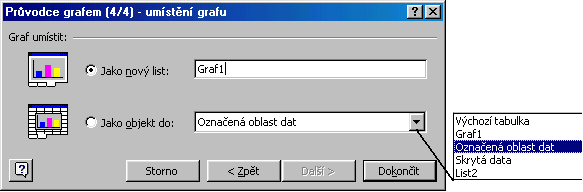 Průvodce grafem (4/4) - umístění grafu
Graf umístit:
Jako nový list:
Graf1
Jako objekt do:
Označená oblast dat
Výchozí tabulka
Graf1
Označená oblast dat
Skrytá data
List2
Storno
< Zpět
Další >
Dokončit